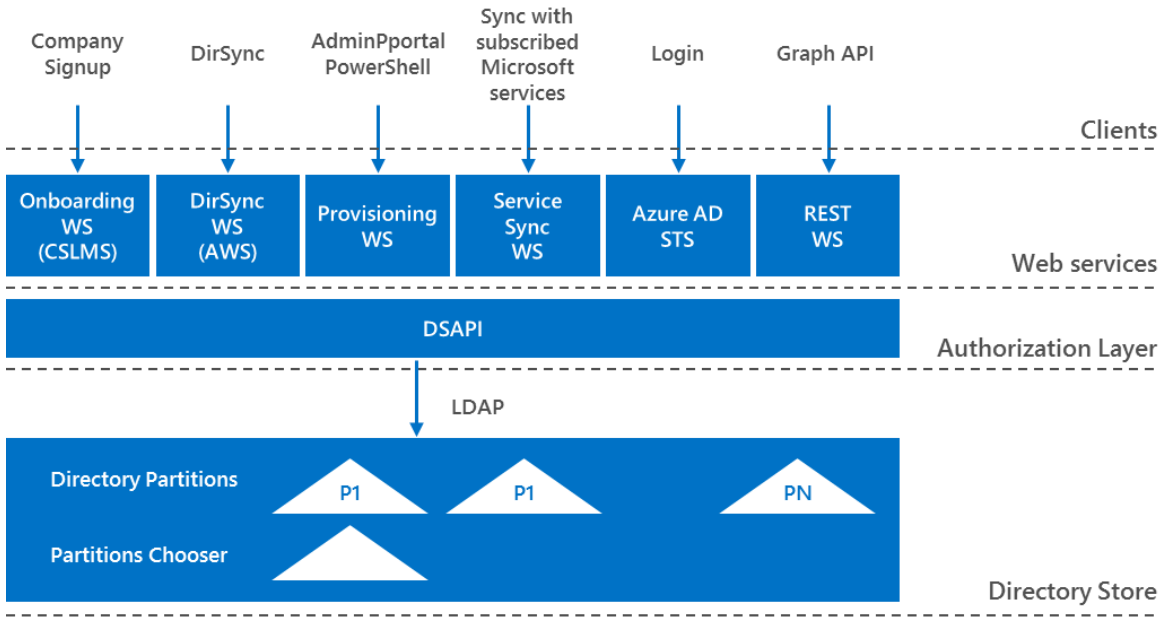 Company
Signup
DirSync
AdminPportal
PowerShell
Sync with
subscribed
Microsoft
services
Login
Graph API
Clients
Onboarding
WS
(CSLMS)
DirSync
WS
(AWS)
Provisioning
WS
Service
Sync
WS
Azure AD
STS
REST
WS
Web services
DSAPI
Authorization Layer
LDAP
Directory Partitions
P1
P1
PN
Partitions Chooser
Directory Store